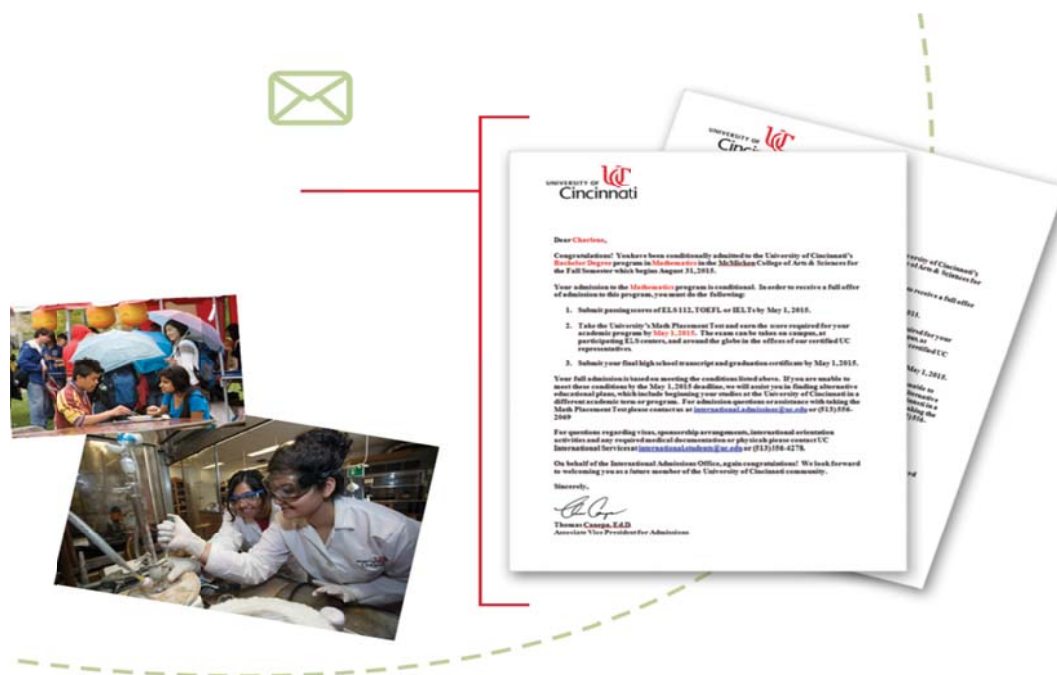 UNIVERSITY OF
Cincinnati
Dear Charlene,
Congratulations! You have been conditionally admitted to the University of Cincinnati's
Bachelor Degree program in Mathematics in the McMicken College of Arts & Sciences for
the Fall Semester which begins August 31, 2015.
Your admission to the Mathematics program is conditional. In order to receive a full offer
of admission to this program, you must do the following:
1. Submit passing scores of ELS 112, TOEFL or IELTs by May 1, 2015.
2. Take the University's Math Placement Test and earn the score required for your
academic program by May 1, 2015. The exam can be taken on campus, at
participating ELS centers, and around the globe in the offices of our certified UC
representatives.
3. Submit your final high school transcript and graduation certificate by May 1, 2015.
Your full admission is based on meeting the conditions listed above. If you are unable to
meet these conditions by the May 1, 2015 deadline, we will assist you in finding alternative
educational plans, which include beginning your studies at the University of Cincinnati in a
different academic term or program. For admission questions or assistance with taking the
Math Placement Test please contact us at international.admissions@uc.edu or (513)556-
2069
For questions regarding visas, sponsorship arrangements, international orientation
activities and any required medical documentation or physicals please contact UC
International Services at international.students@uc.edu or (513)556-4278.
On behalf of the International Admissions Office, again congratulations! We look forward
to welcoming you as a future member of the University of Cincinnati community.
Sincerely,
Thomas Canepa, Ed.D.
Associate Vice President for Admissions
UNIVERSITY OF